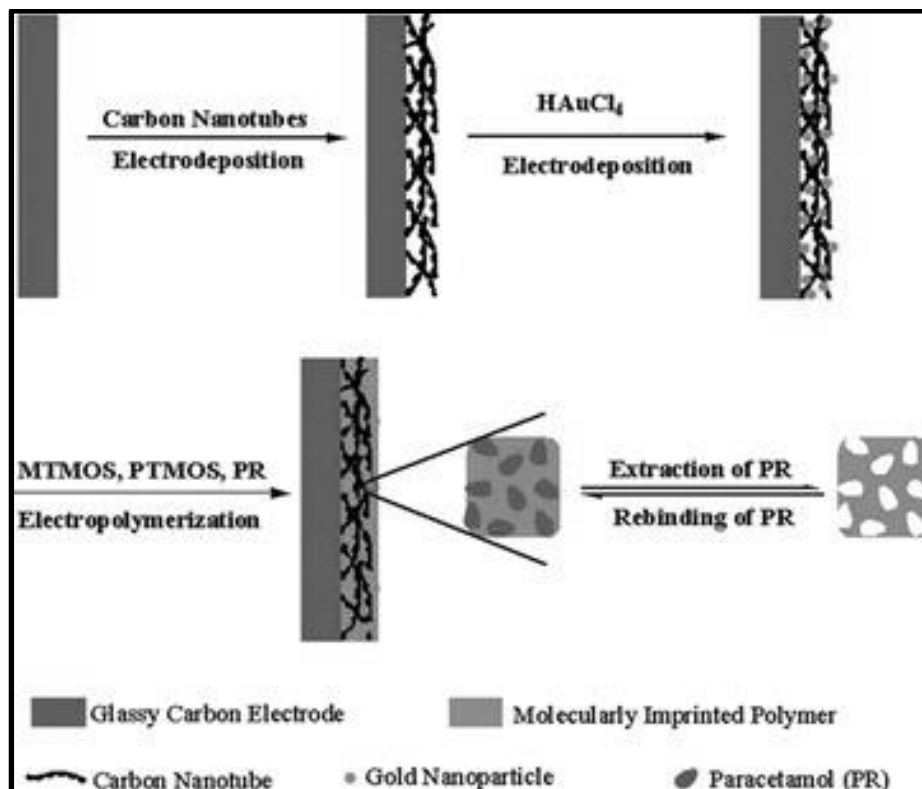 Carbon Nanotubes
Electrodeposition
HAuCl₄
Electrodeposition
MTMOS, PTMOS, PR
Electropolymerization
Extraction of PR
Rebinding of PR
Glassy Carbon Electrode
Molecularly Imprinted Polymer
Carbon Nanotube
Gold Nanoparticle
Paracetamol (PR)